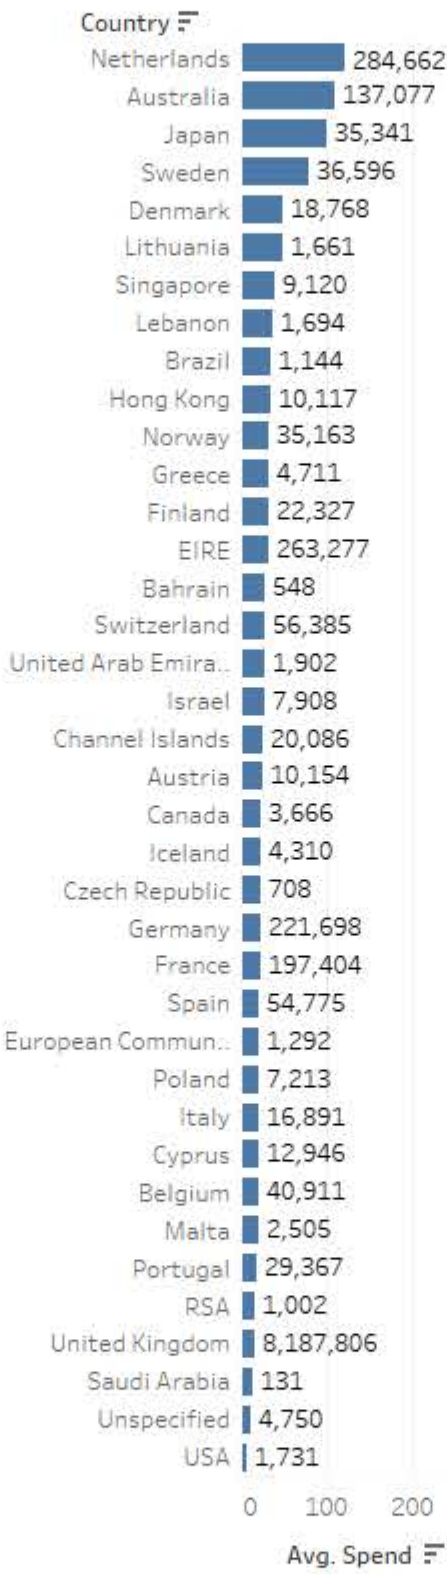 Country
Netherlands 284,662
Australia 137,077
Japan 35,341
Sweden 36,596
Denmark 18,768
Lithuania 1,661
Singapore 9,120
Lebanon 1,694
Brazil 1,144
Hong Kong 10,117
Norway 35,163
Greece 4,711
Finland 22,327
EIRE 263,277
Bahrain 548
Switzerland 56,385
United Arab Emira.. 1,902
Israel 7,908
Channel Islands 20,086
Austria 10,154
Canada 3,666
Iceland 4,310
Czech Republic 708
Germany 221,698
France 197,404
Spain 54,775
European Commun.. 1,292
Poland 7,213
Italy 16,891
Cyprus 12,946
Belgium 40,911
Malta 2,505
Portugal 29,367
RSA 1,002
United Kingdom 8,187,806
Saudi Arabia 131
Unspecified 4,750
USA 1,731
0 100 200
Avg. Spend